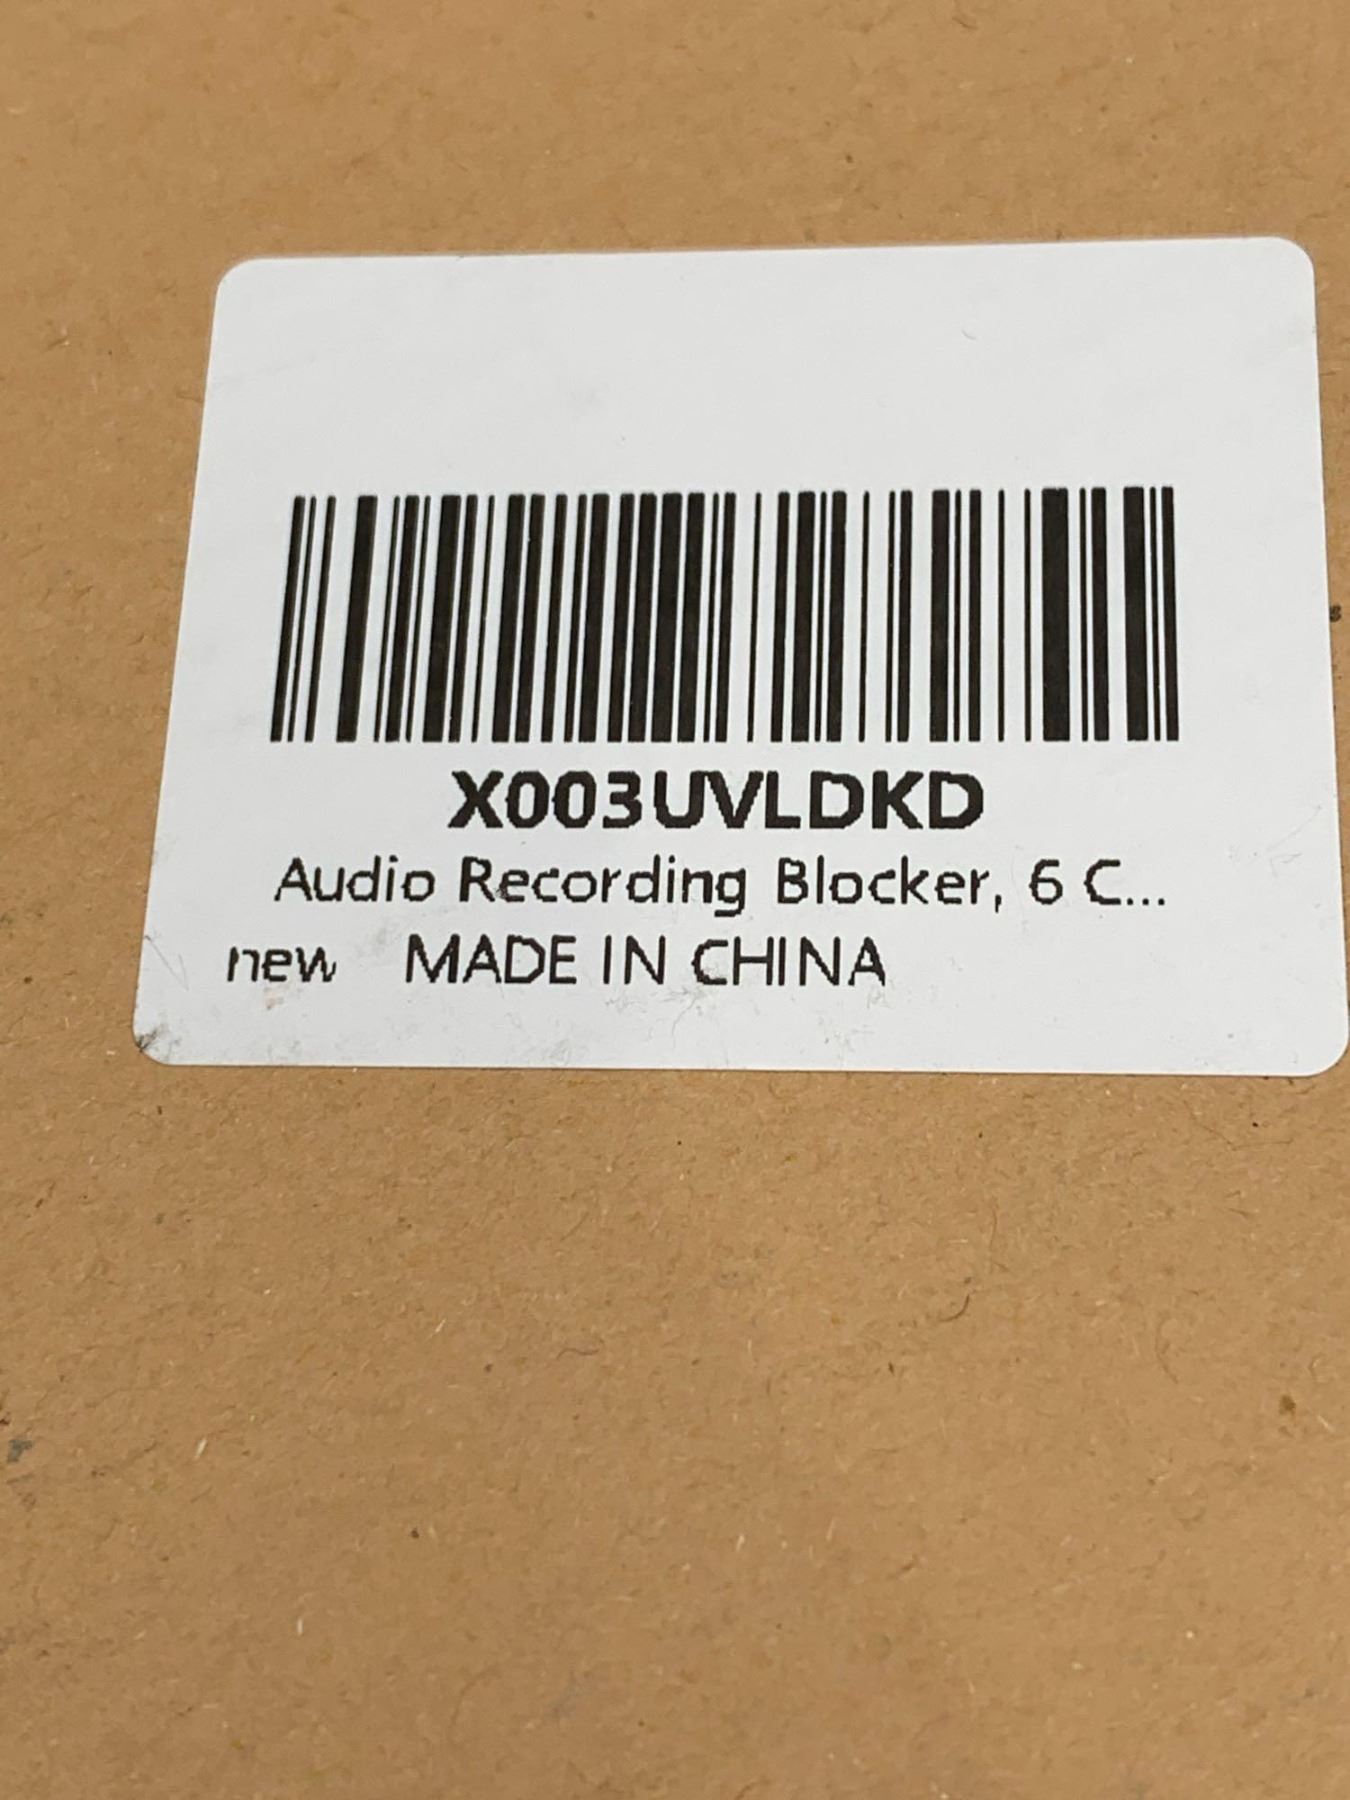 X003UVLDKD
Audio Recording Blocker, 6 C...
new MADE IN CHINA